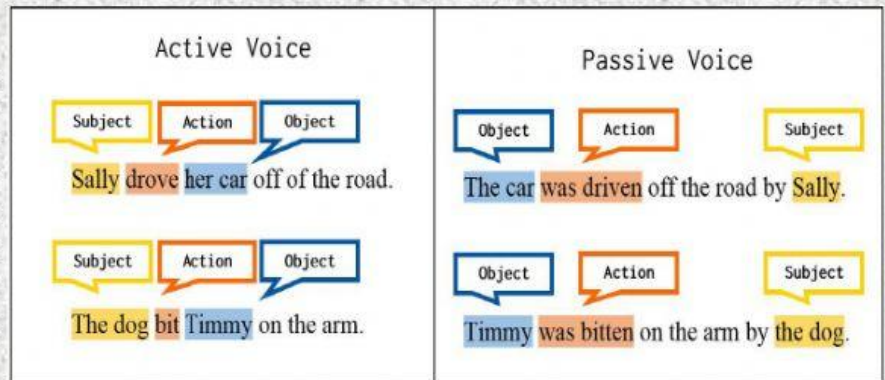 Active Voice
Subject Action Object
Sally drove her car off of the road.
Subject Action Object
The dog bit Timmy on the arm.
Passive Voice
Object Action Subject
The car was driven off the road by Sally.
Object Action Subject
Timmy was bitten on the arm by the dog.